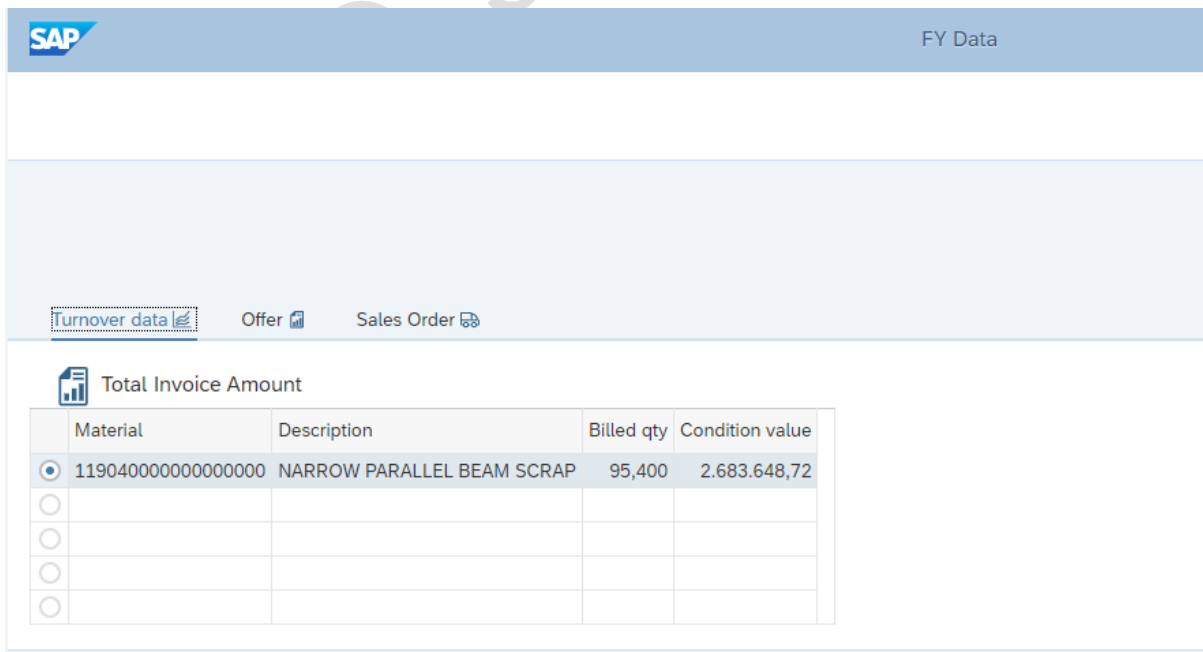 SAP FY Data
Turnover data Offer Sales Order
Total Invoice Amount
Material Description Billed qty Condition value
119040000000000000 NARROW PARALLEL BEAM SCRAP 95,400 2.683.648,72